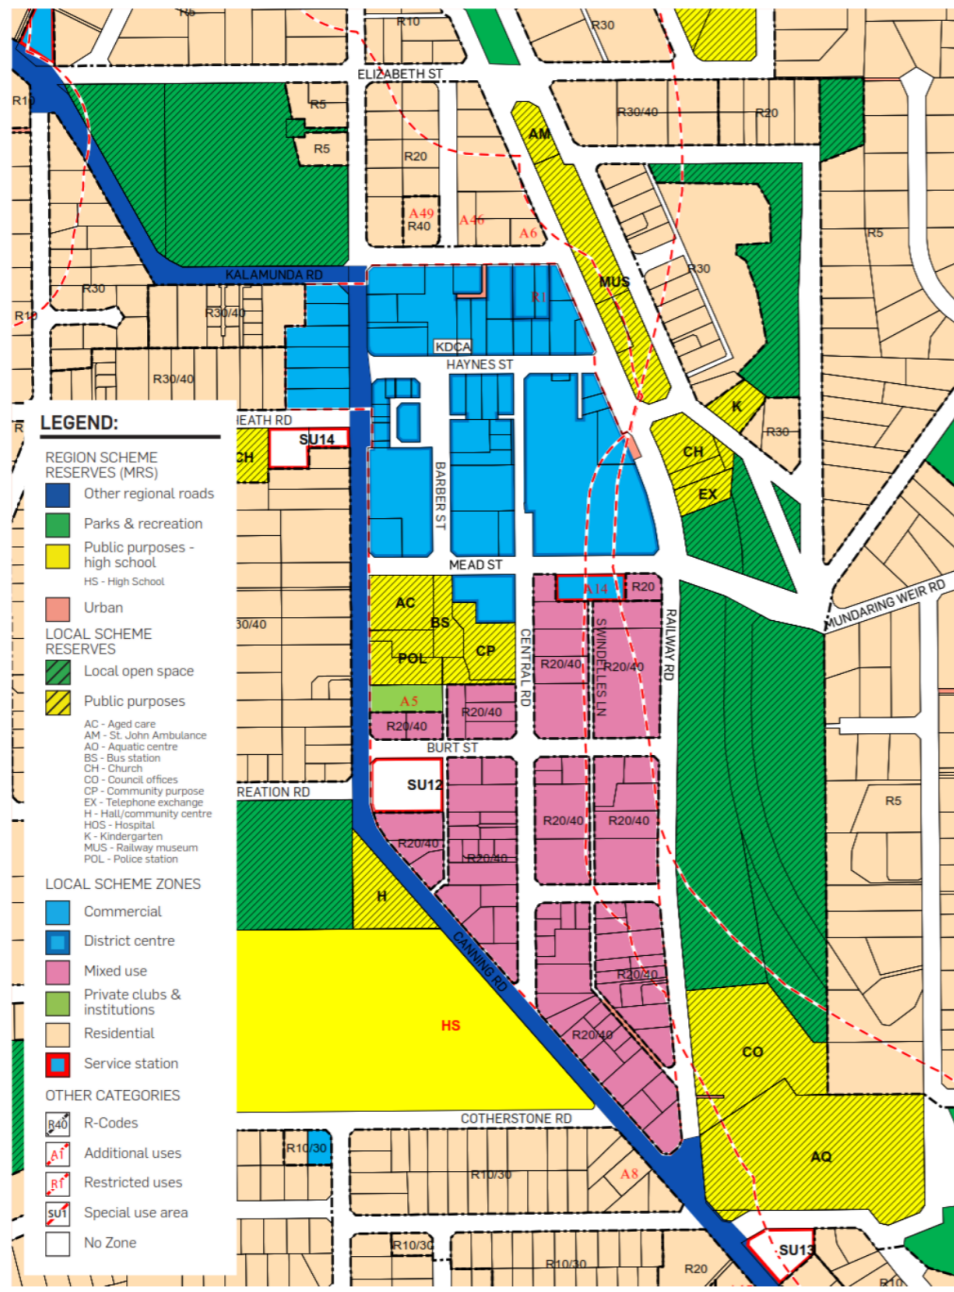 R5
R10
R30
ELIZABETH ST
R10
R5
R30/40
R20
AM
R5
R20
A49
R40
A46
A6
R5
R30
MUS
KALAMUNDA RD
R30
R30/40
R1
KDCA
HAYNES ST
R30/40
K
R30
HEATH RD
SU14
CH
CH
EX
BARBER ST
MEAD ST
AC
BS
POL
CP
A14
R20
RAILWAY RD
MUNDARING WEIR RD
30/40
CENTRAL RD
R20/40
SWINDELLES LN
R20/40
A5
R20/40
R20/40
BURT ST
SU12
REATION RD
R5
R20/40
R20/40
R20/40
R20/40
H
CANNING RD
R20/40
HS
R20/40
CO
COTHERSTONE RD
R10/30
R10/30
A8
AQ
R10/30
R10/30
R20
SU13
R10
LEGEND:
REGION SCHEME
RESERVES (MRS)
Other regional roads
Parks & recreation
Public purposes -
high school
HS - High School
Urban
LOCAL SCHEME
RESERVES
Local open space
Public purposes
AC - Aged care
AM - St. John Ambulance
AO - Aquatic centre
BS - Bus station
CH - Church
CO - Council offices
CP - Community purpose
EX - Telephone exchange
H - Hall/community centre
HOS - Hospital
K - Kindergarten
MUS - Railway museum
POL - Police station
LOCAL SCHEME ZONES
Commercial
District centre
Mixed use
Private clubs &
institutions
Residential
Service station
OTHER CATEGORIES
R40 R-Codes
A1 Additional uses
R1 Restricted uses
SU1 Special use area
No Zone